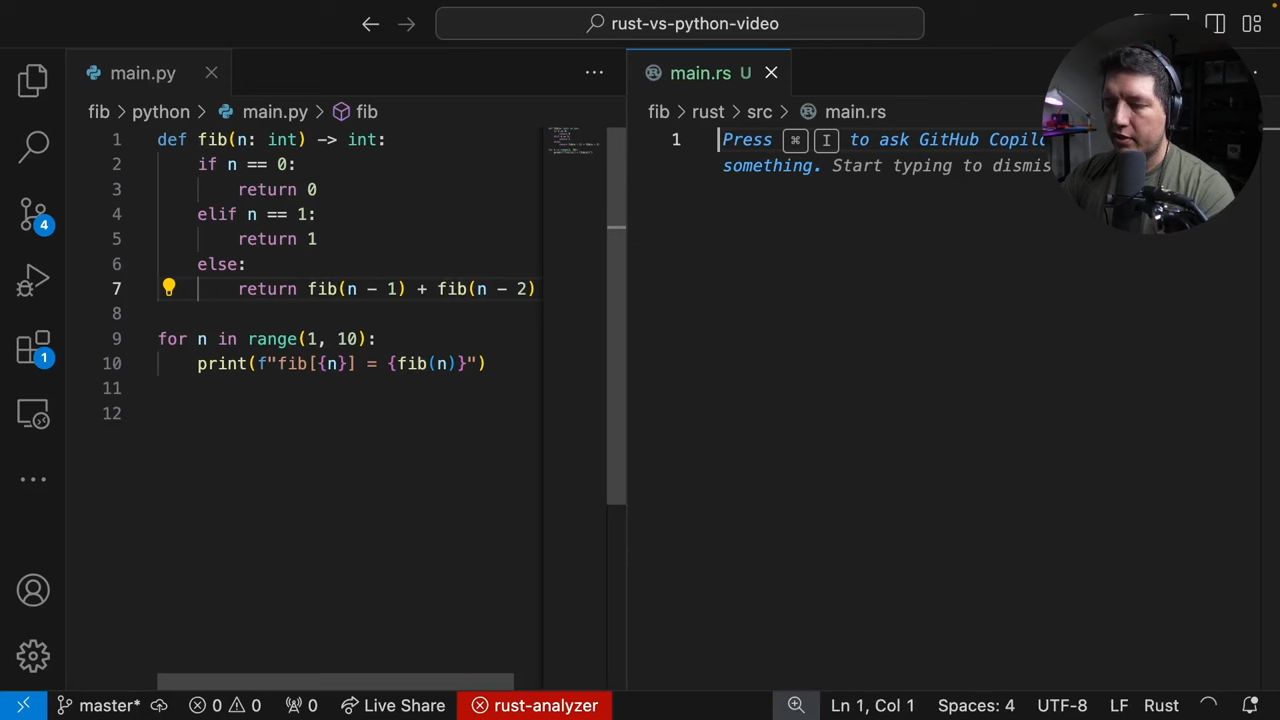 rust-vs-python-video
main.py
main.rs U
fib > python > main.py > fib
fib > rust > src > main.rs
1 def fib(n: int) -> int:
2 if n == 0:
3 return 0
4 elif n == 1:
5 return 1
6 else:
7 return fib(n - 1) + fib(n - 2)
8
9 for n in range(1, 10):
10 print(f"fib[{n}] = {fib(n)}")
11
12
1 Press ⌘ I to ask GitHub
something. Start typing to
4
1
master* 0 0 0 Live Share rust-analyzer Ln 1, Col 1 Spaces: 4 UTF-8 LF Rust